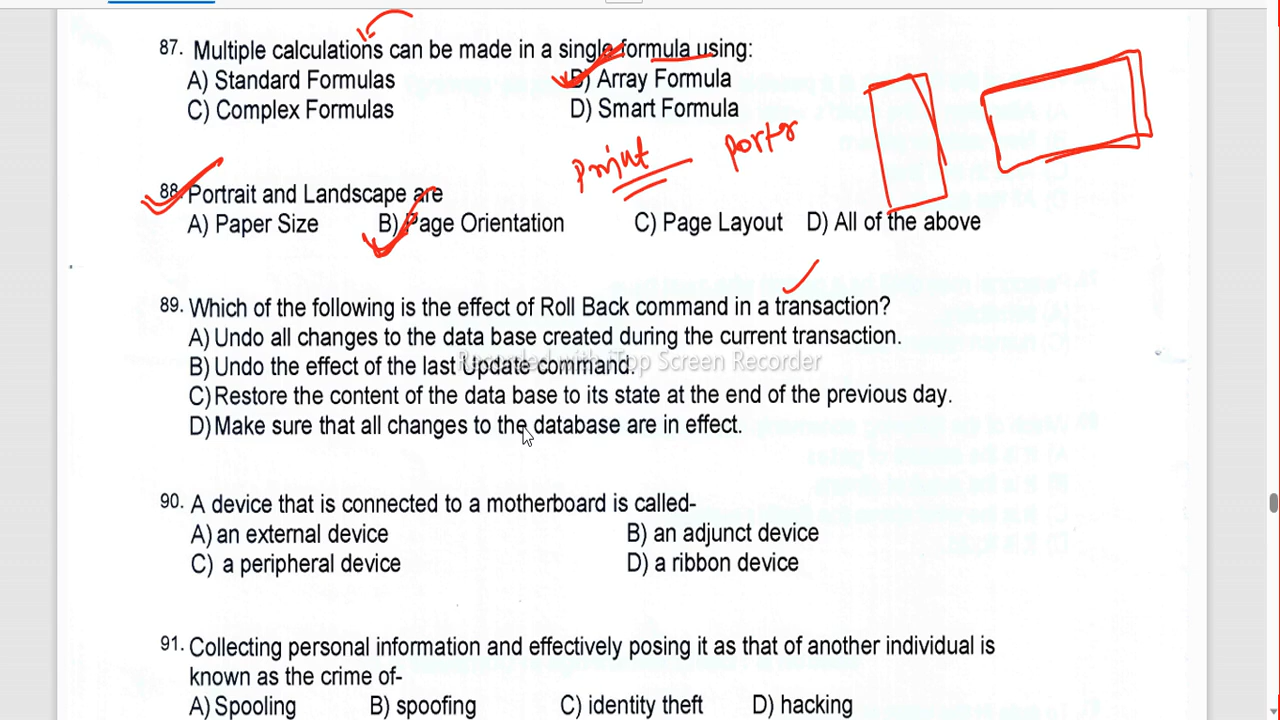 87. Multiple calculations can be made in a single formula using:
A) Standard Formulas B) Array Formula
C) Complex Formulas D) Smart Formula
Print
88. Portrait and Landscape are
A) Paper Size B) Page Orientation C) Page Layout D) All of the above
89. Which of the following is the effect of Roll Back command in a transaction?
A) Undo all changes to the data base created during the current transaction.
Recorded with iTop Screen Recorder
B) Undo the effect of the last Update command.
C) Restore the content of the data base to its state at the end of the previous day.
D) Make sure that all changes to the database are in effect.
90. A device that is connected to a motherboard is called-
A) an external device B) an adjunct device
C) a peripheral device D) a ribbon device
91. Collecting personal information and effectively posing it as that of another individual is
known as the crime of-
A) Spooling B) spoofing C) identity theft D) hacking